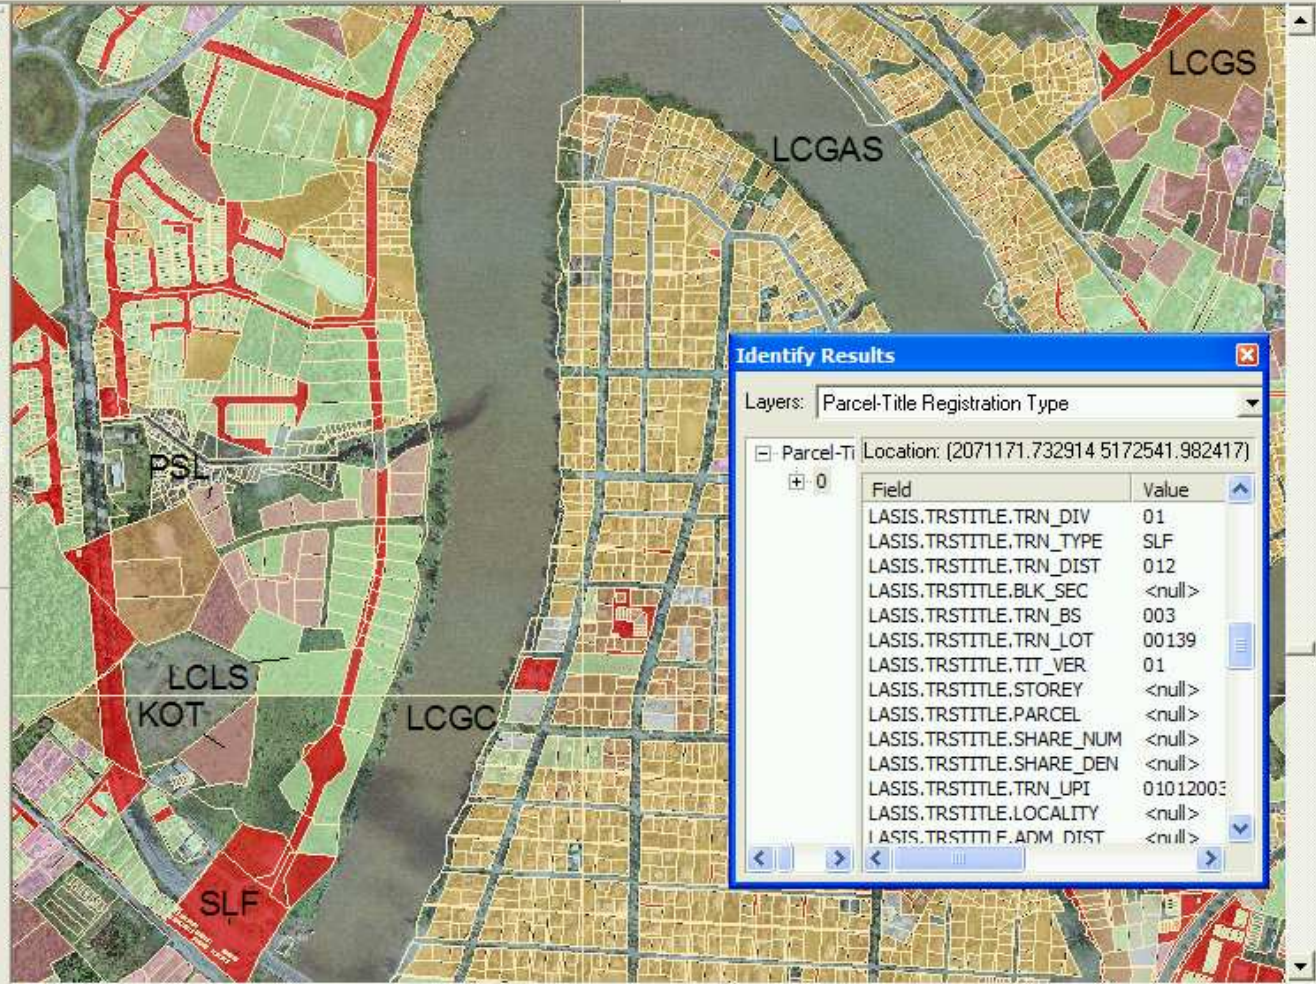 LCGS
LCGAS
PSL
LCLS
KOT
LCGC
SLF
Identify Results
Layers: Parcel-Title Registration Type
Parcel-Ti
0
Location: (2071171.732914 5172541.982417)
Field Value
LASIS.TRSTITLE.TRN_DIV 01
LASIS.TRSTITLE.TRN_TYPE SLF
LASIS.TRSTITLE.TRN_DIST 012
LASIS.TRSTITLE.BLK_SEC <null>
LASIS.TRSTITLE.TRN_BS 003
LASIS.TRSTITLE.TRN_LOT 00139
LASIS.TRSTITLE.TIT_VER 01
LASIS.TRSTITLE.STOREY <null>
LASIS.TRSTITLE.PARCEL <null>
LASIS.TRSTITLE.SHARE_NUM <null>
LASIS.TRSTITLE.SHARE_DEN <null>
LASIS.TRSTITLE.TRN_UPI 01012003
LASIS.TRSTITLE.LOCALITY <null>
LASIS.TRSTITLE.ADM_DIST <null>